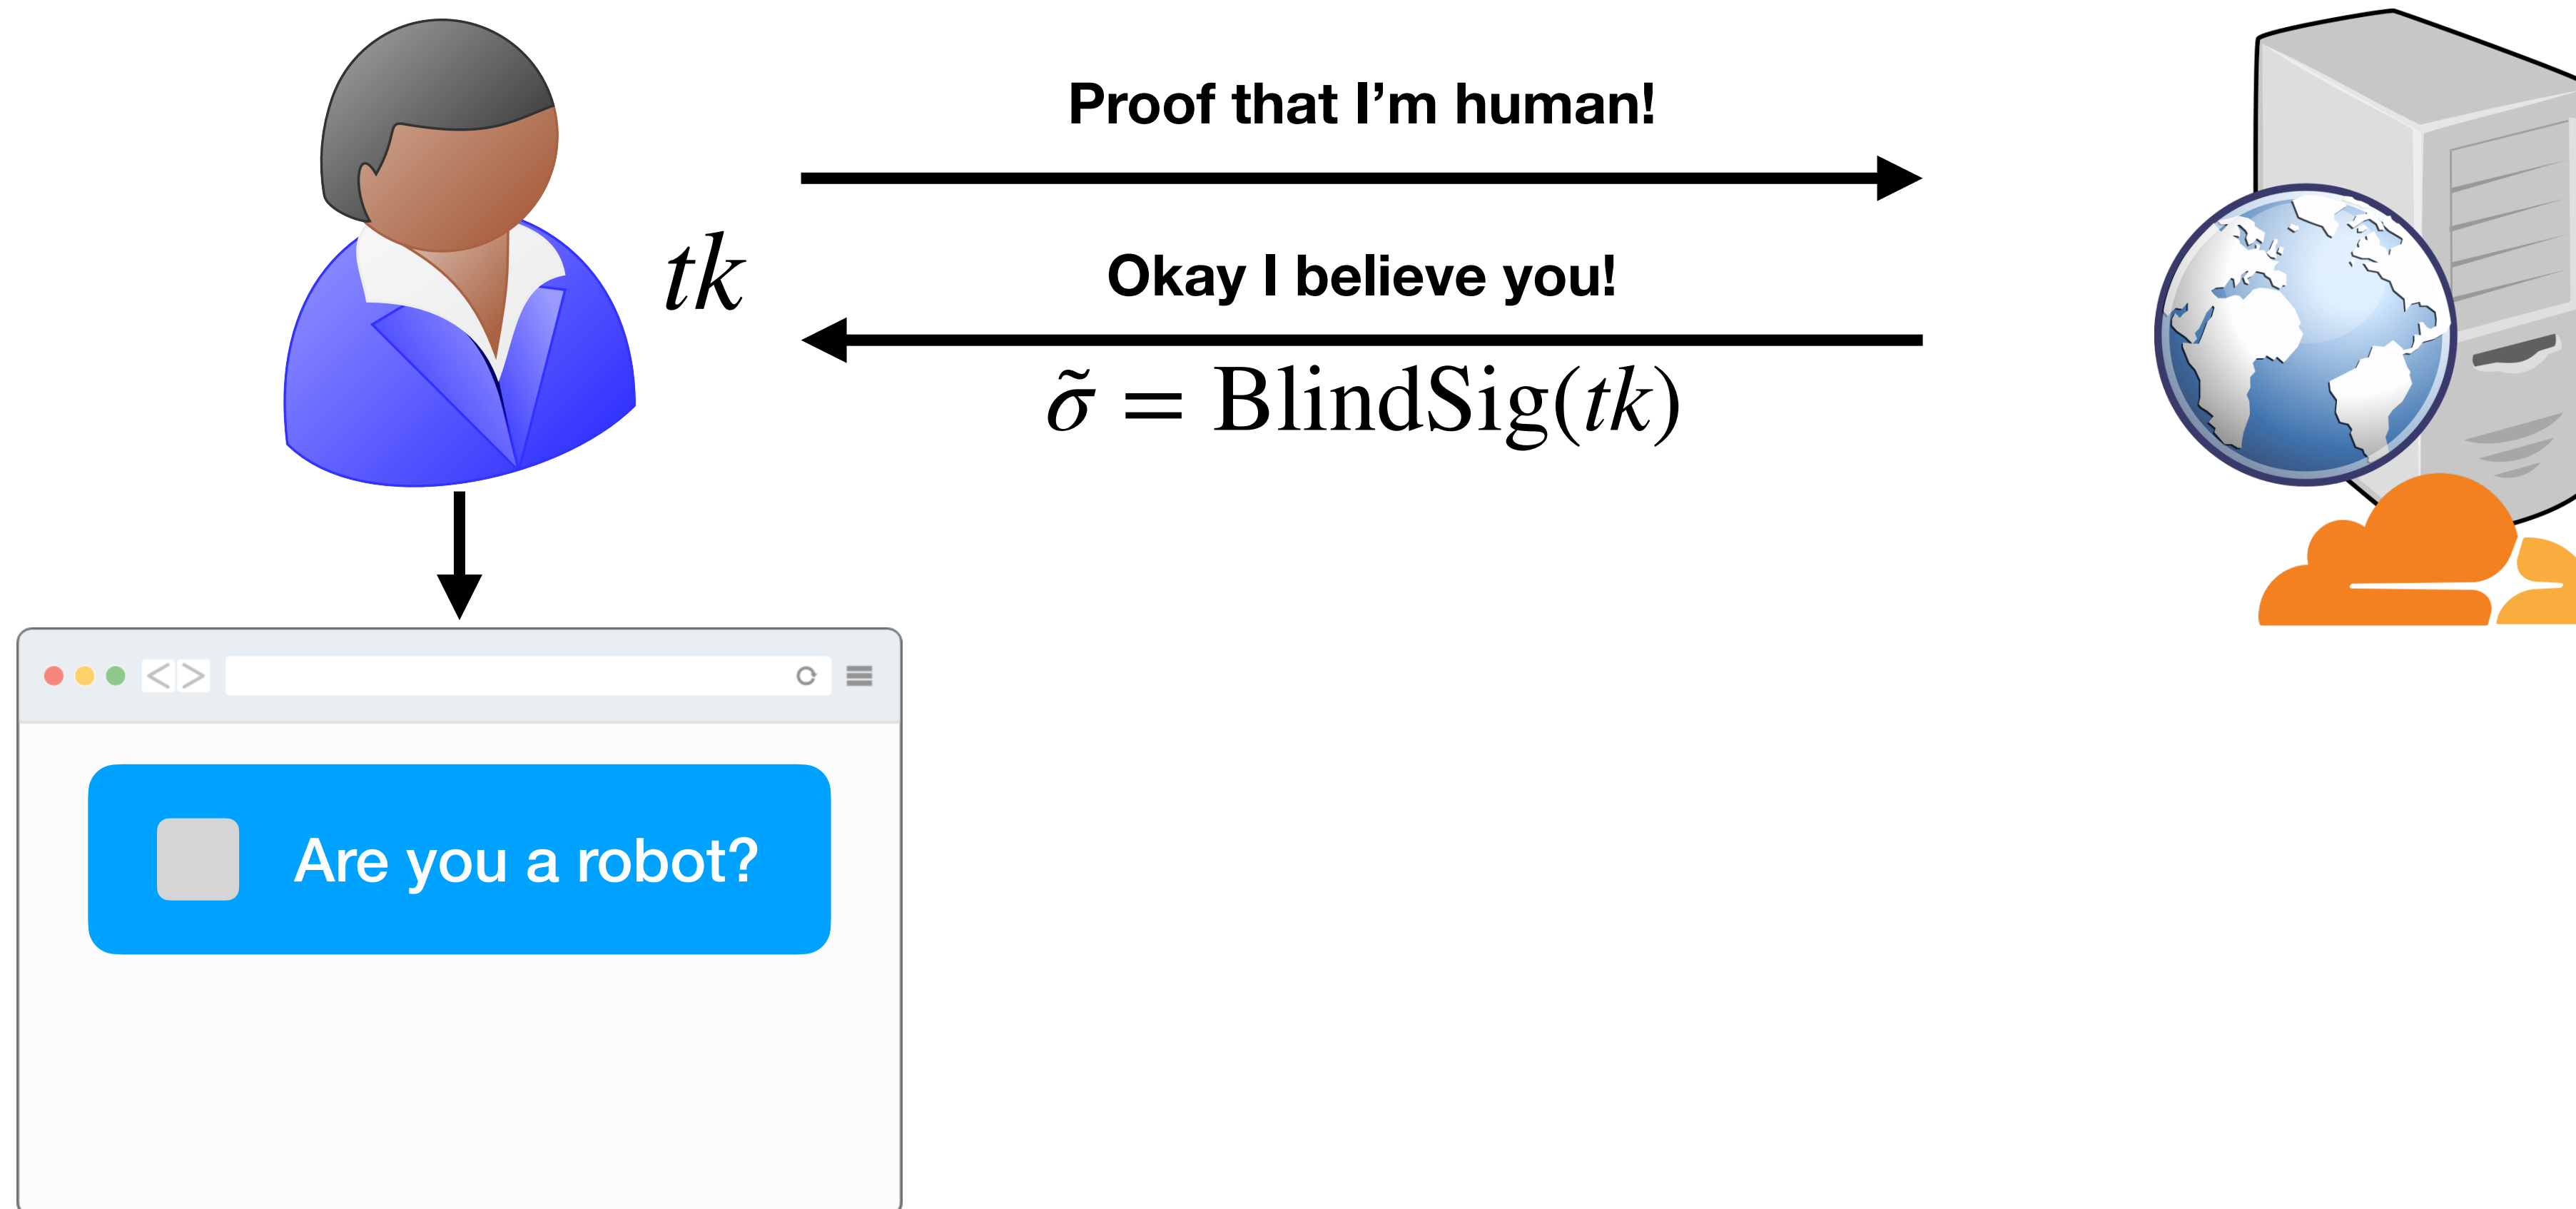 Proof that I’m human!
tk
Okay I believe you!
σ̃ = BlindSig(tk)
Are you a robot?